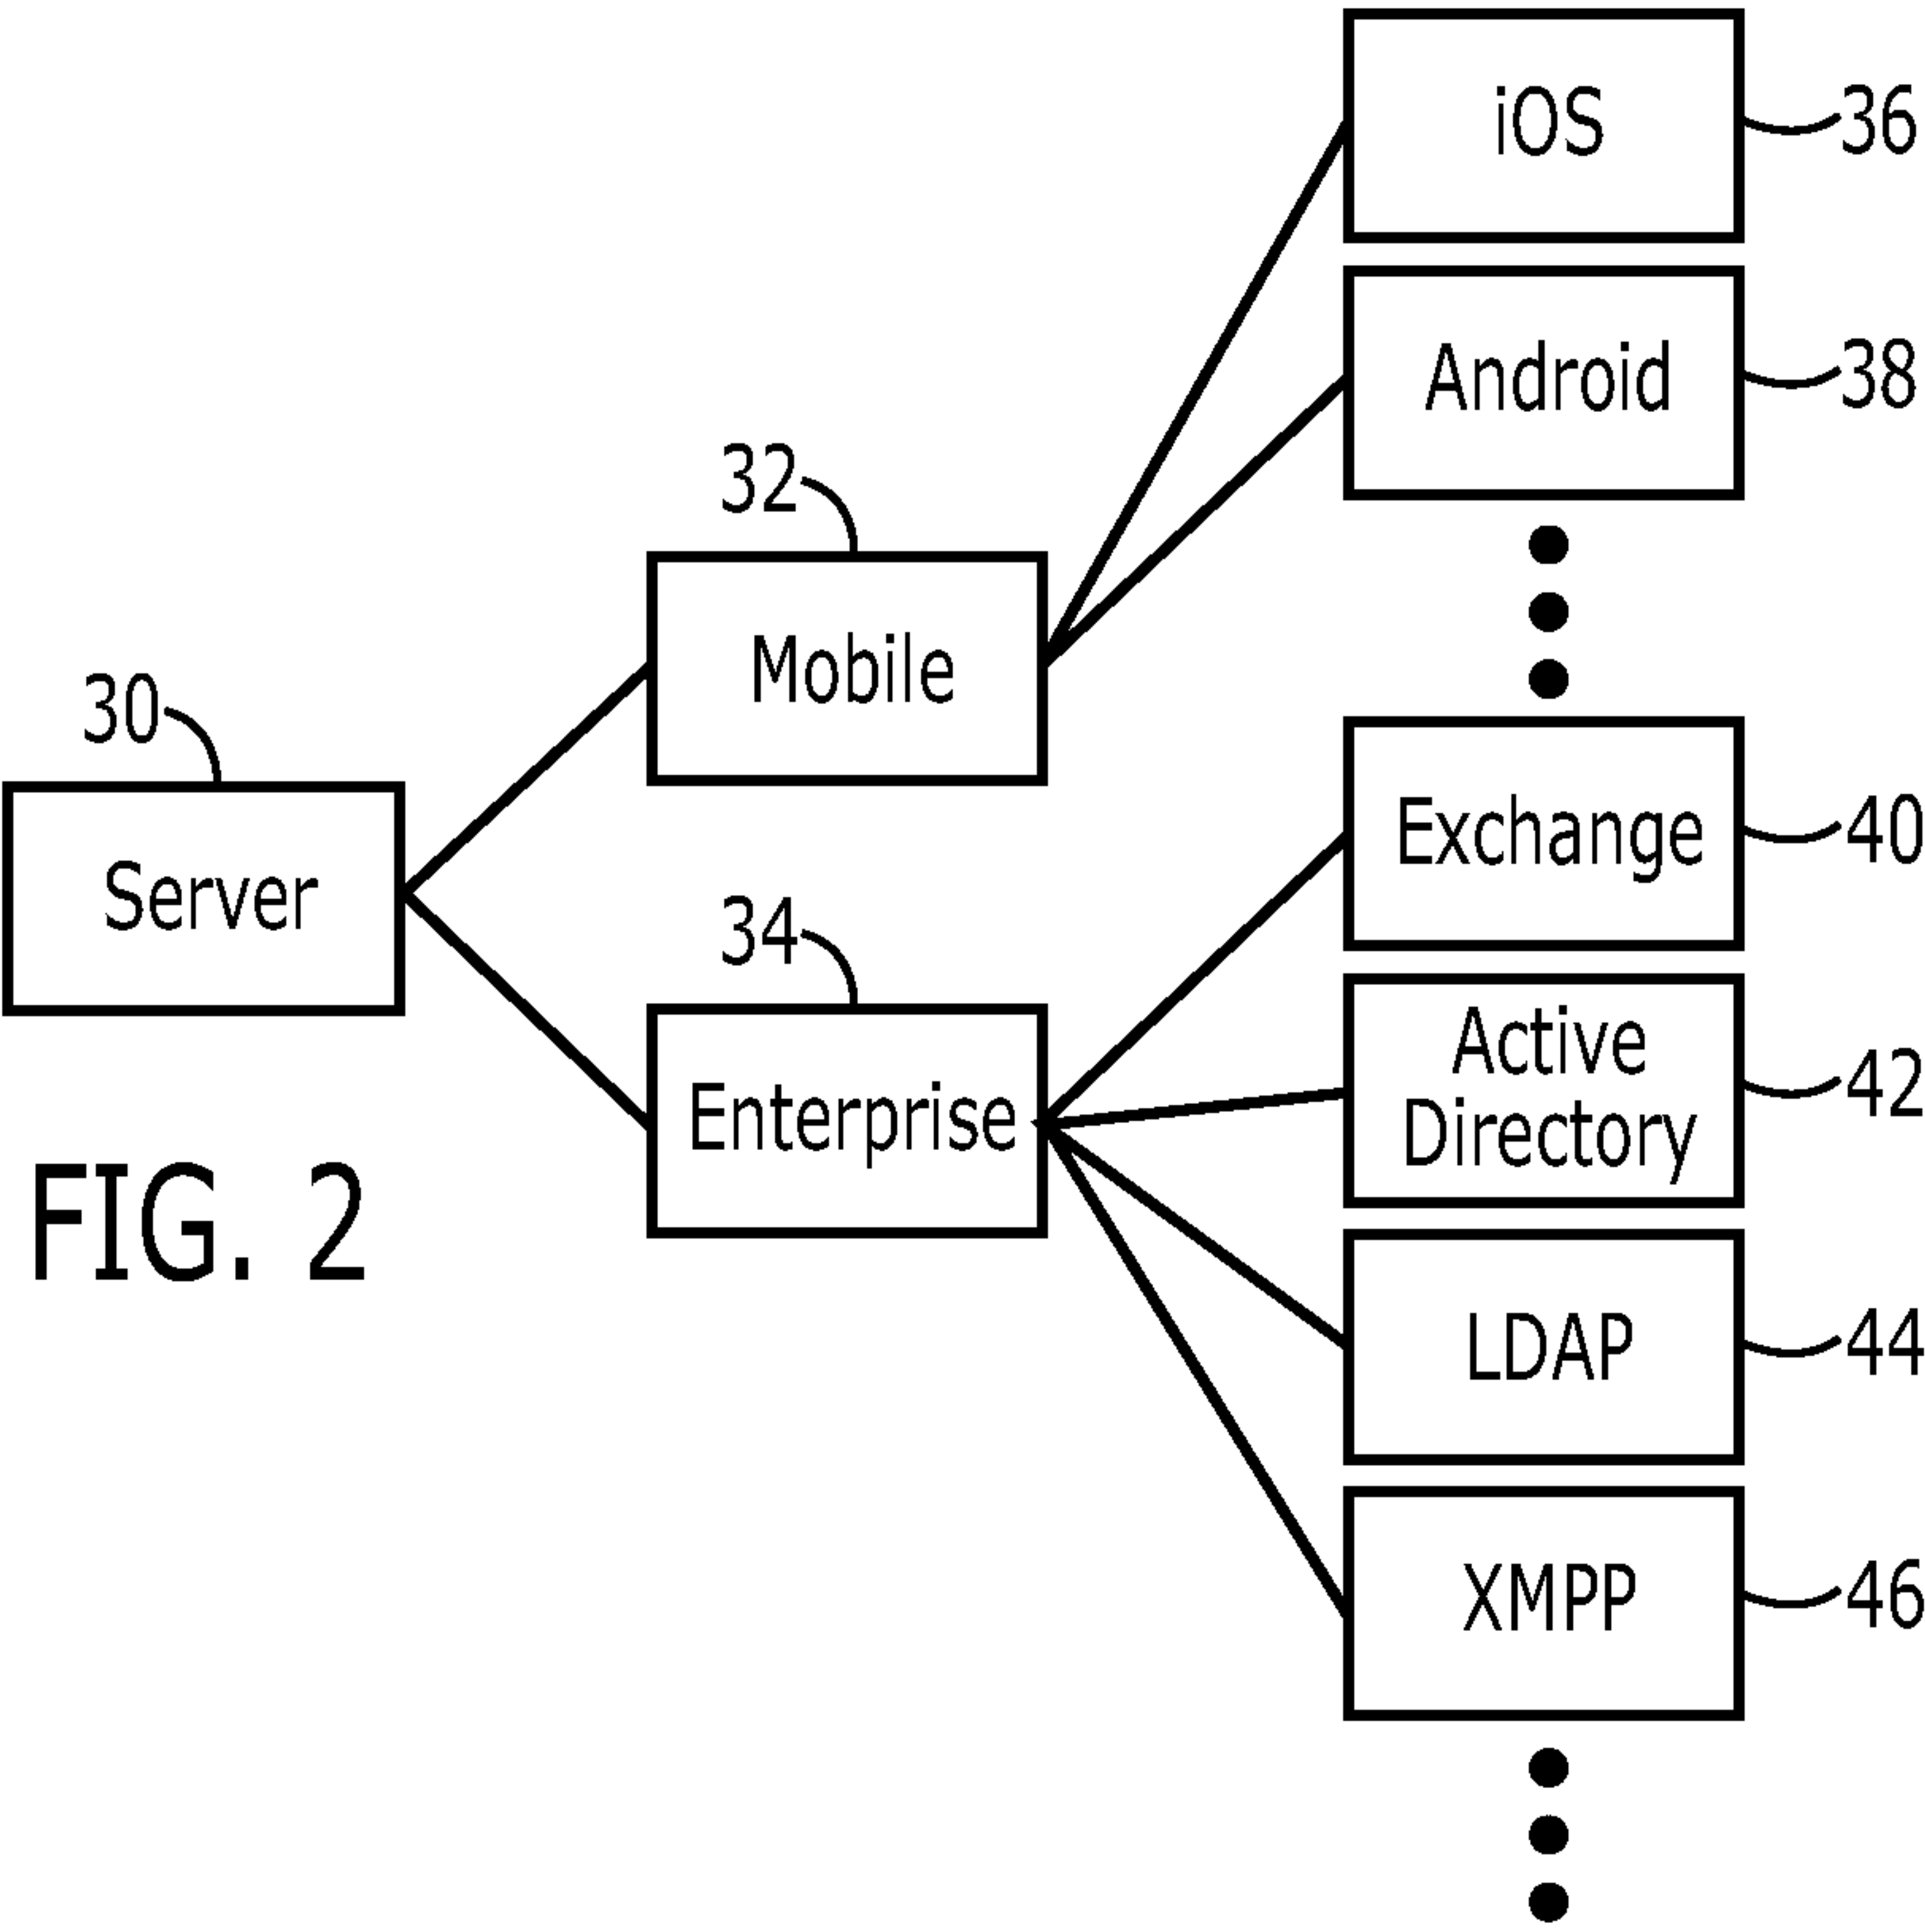 iOS
36
Android
38
32
Mobile
30
Server
Exchange
40
34
Enterprise
Active
Directory
42
FIG. 2
LDAP
44
XMPP
46